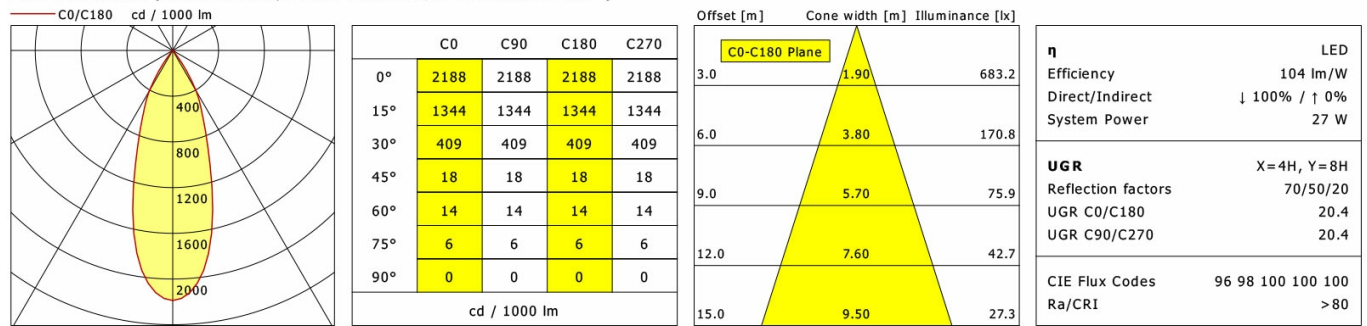 C0/C180 cd / 1000 lm
400
800
1200
1600
2000
C0 C90 C180 C270
0° 2188 2188 2188 2188
15° 1344 1344 1344 1344
30° 409 409 409 409
45° 18 18 18 18
60° 14 14 14 14
75° 6 6 6 6
90° 0 0 0 0
cd / 1000 lm
Offset [m] Cone width [m] Illuminance [lx]
C0-C180 Plane
3.0 1.90 683.2
6.0 3.80 170.8
9.0 5.70 75.9
12.0 7.60 42.7
15.0 9.50 27.3
η LED
Efficiency 104 lm/W
Direct/Indirect ↓ 100% / ↑ 0%
System Power 27 W
UGR X=4H, Y=8H
Reflection factors 70/50/20
UGR C0/C180 20.4
UGR C90/C270 20.4
CIE Flux Codes 96 98 100 100 100
Ra/CRI >80